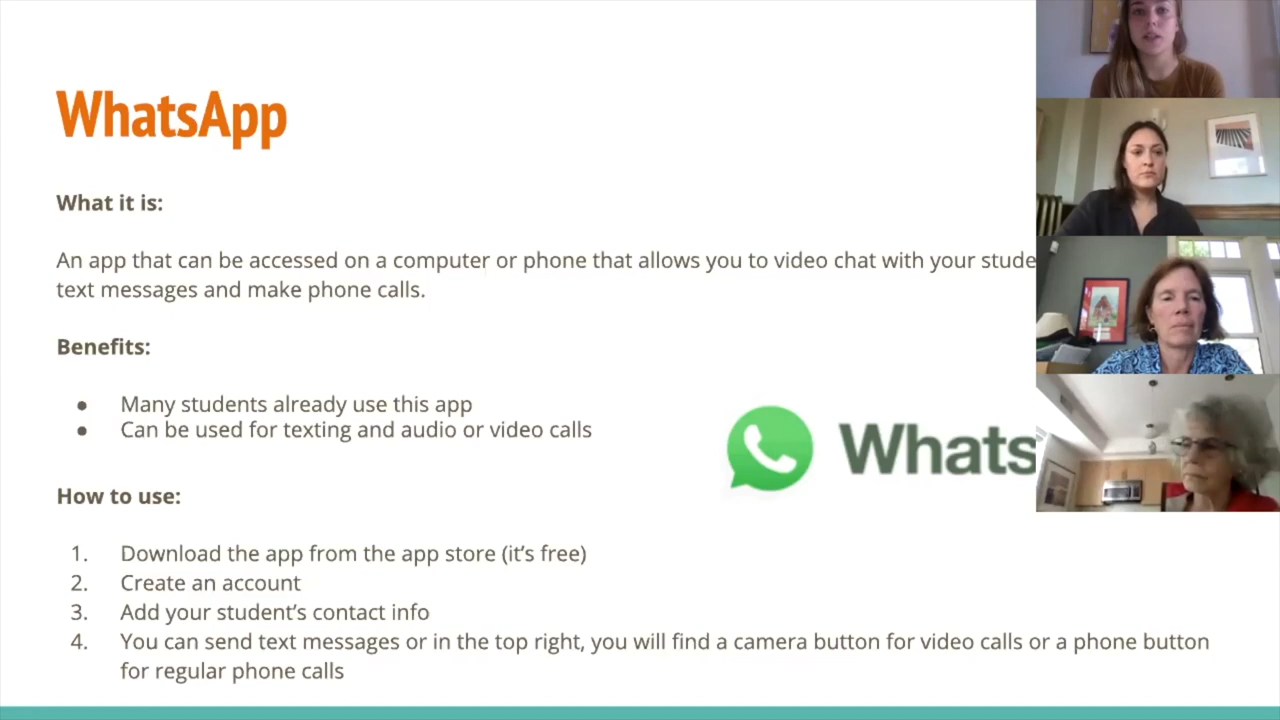 WhatsApp
What it is:
An app that can be accessed on a computer or phone that allows you to video chat with your stude
text messages and make phone calls.
Benefits:
● Many students already use this app
● Can be used for texting and audio or video calls
Whats
How to use:
1. Download the app from the app store (it's free)
2. Create an account
3. Add your student's contact info
4. You can send text messages or in the top right, you will find a camera button for video calls or a phone button
for regular phone calls